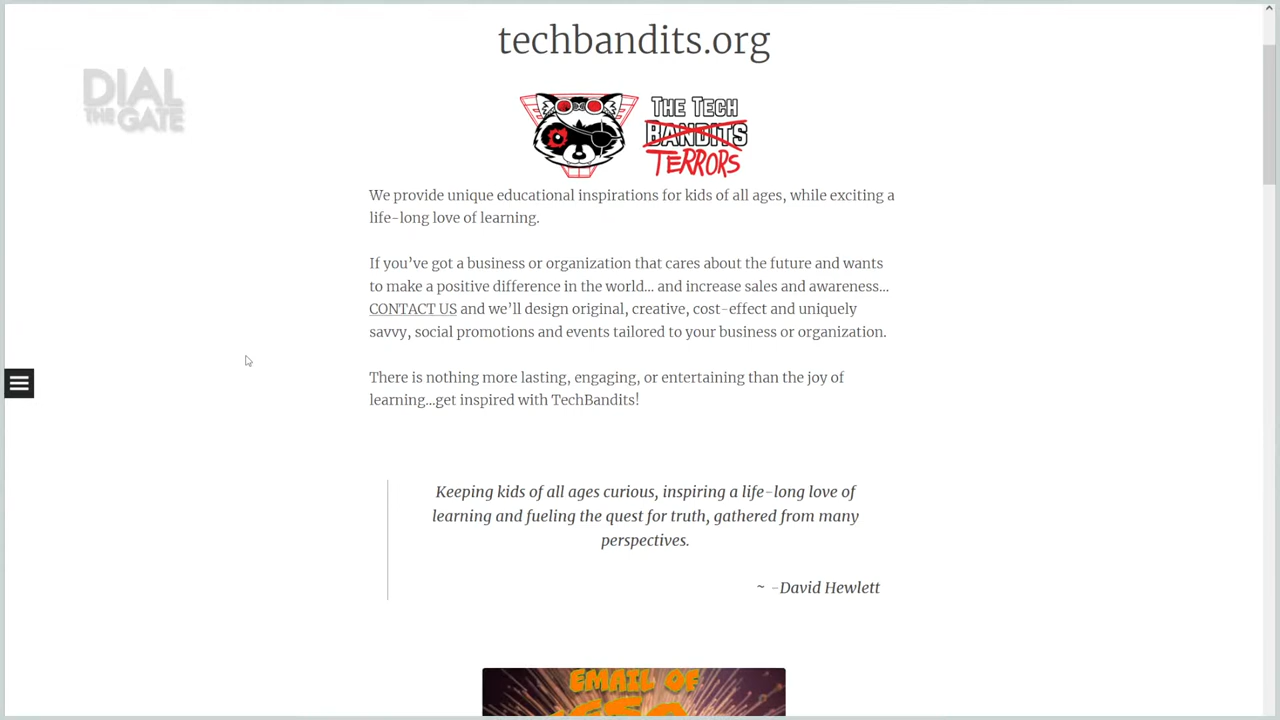 techbandits.org
DIAL
THE GATE
THE TECH
BANDITS
TERRORS
We provide unique educational inspirations for kids of all ages, while exciting a
life-long love of learning.
If you’ve got a business or organization that cares about the future and wants
to make a positive difference in the world… and increase sales and awareness…
CONTACT US and we’ll design original, creative, cost-effect and uniquely
savvy, social promotions and events tailored to your business or organization.
There is nothing more lasting, engaging, or entertaining than the joy of
learning…get inspired with TechBandits!
Keeping kids of all ages curious, inspiring a life-long love of
learning and fueling the quest for truth, gathered from many
perspectives.
~ -David Hewlett
EMAIL OF